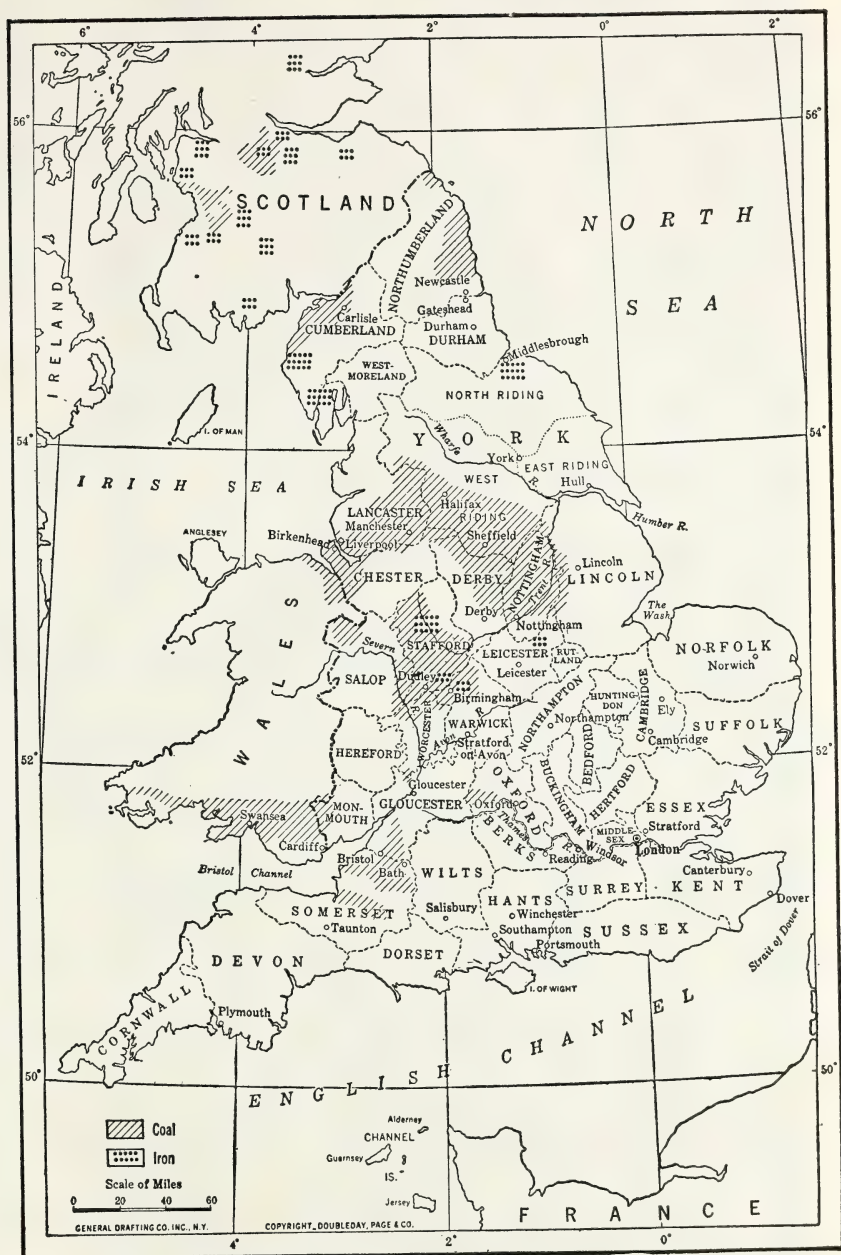 6°
4°
2°
0°
2°
56°
56°
SCOTLAND
NORTH
SEA
IRELAND
NORTHUMBERLAND
Newcastle
Gateshead
Carlisle
CUMBERLAND
Durham
DURHAM
Middlesbrough
WEST-
MORELAND
NORTH RIDING
I. OF MAN
54°
54°
YORK
Wharfe
York
R.
EAST RIDING
Hull
WEST
RIDING
Halifax
IRISH SEA
LANCASTER
Manchester
Birkenhead
Liverpool
Sheffield
Humber R.
ANGLESEY
CHESTER
DERBY
NOTTINGHAM
Trent R.
Lincoln
LINCOLN
Derby
Nottingham
The
Wash
WALES
Severn
R.
STAFFORD
SALOP
Dudley
Birmingham
LEICESTER
Leicester
RUT-
LAND
NORFOLK
Norwich
WORCESTER
WARWICK
Avon R.
Stratford
on Avon
NORTHAMPTON
Northampton
HUNTING-
DON
CAMBRIDGE
Ely
Cambridge
SUFFOLK
52°
52°
HEREFORD
BEDFORD
Gloucester
GLOUCESTER
OXFORD
Oxford
BUCKINGHAM
HERTFORD
ESSEX
MON-
MOUTH
Swansea
Cardiff
Thames R.
BERKS
MIDDLE-
SEX
Stratford
London
Windsor
Reading
Bristol Channel
Bristol
Bath
WILTS
HANTS
SURREY
KENT
Canterbury
Dover
SOMERSET
Taunton
Salisbury
Winchester
Southampton
Portsmouth
SUSSEX
Strait of Dover
DEVON
DORSET
I. OF WIGHT
CORNWALL
Plymouth
50°
50°
ENGLISH CHANNEL
Alderney
CHANNEL
Guernsey
IS.
Jersey
FRANCE
Coal
Iron
Scale of Miles
0 20 40 60
4°
2°
0°
GENERAL DRAFTING CO. INC., N.Y.
COPYRIGHT, DOUBLEDAY, PAGE & CO.